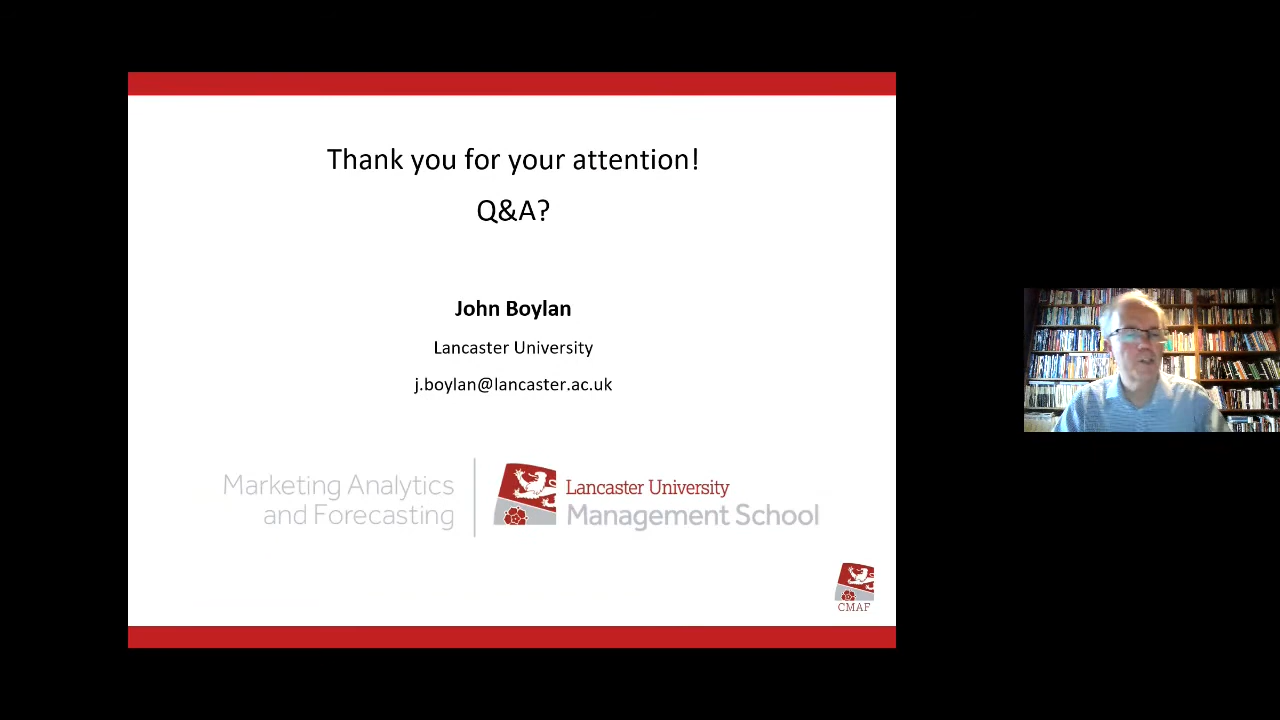 Thank you for your attention!
Q&A?
John Boylan
Lancaster University
j.boylan@lancaster.ac.uk
Marketing Analytics
and Forecasting
Lancaster University
Management School
CMAF